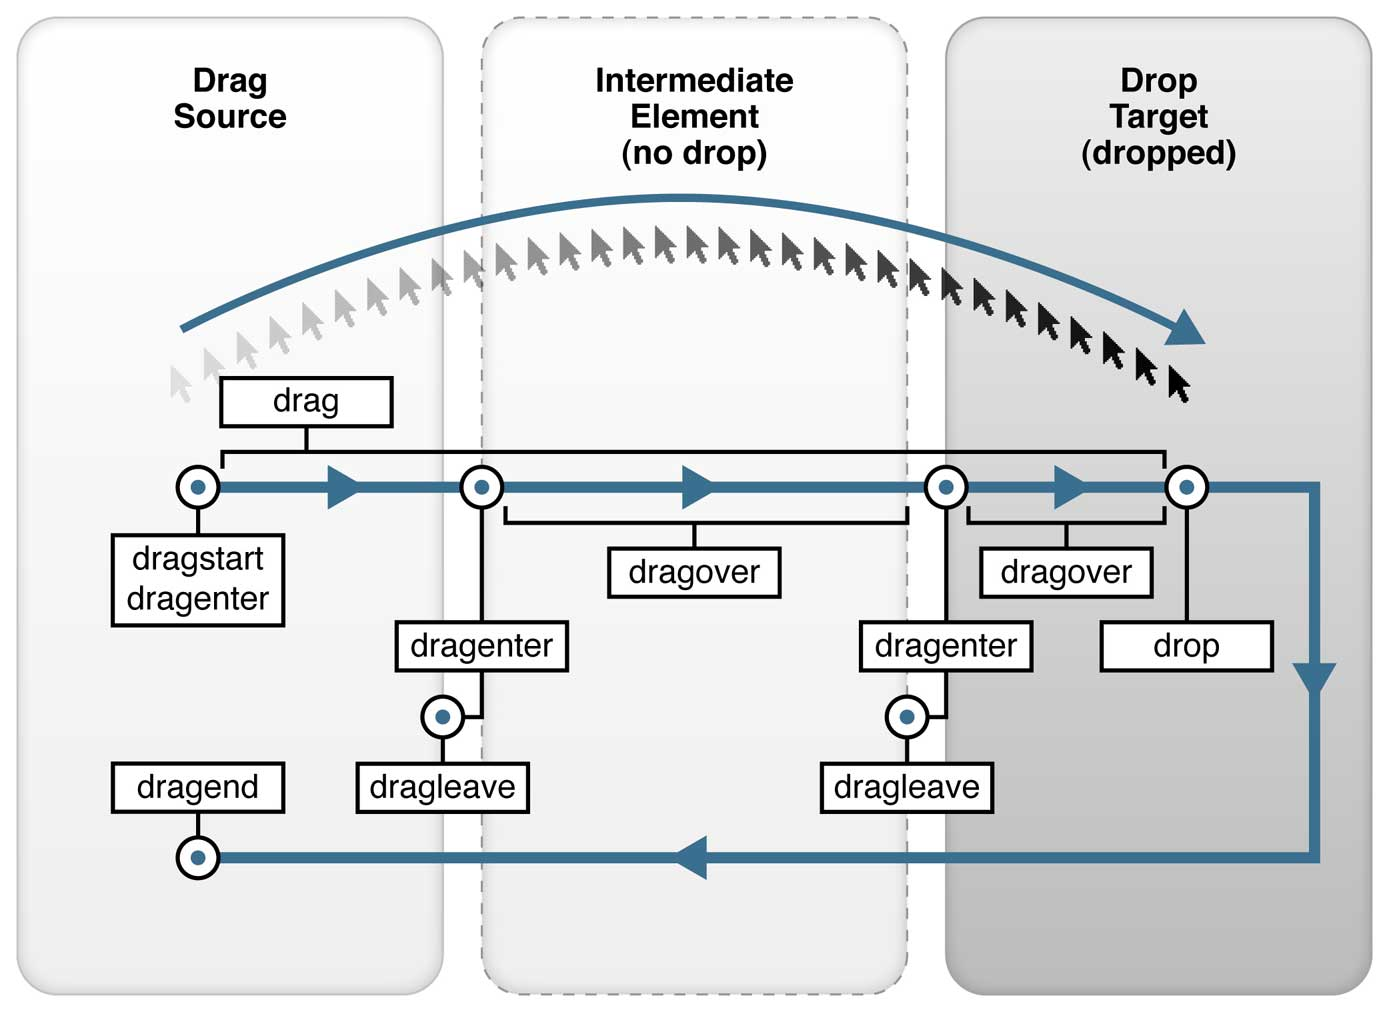 Drag
Source
Intermediate
Element
(no drop)
Drop
Target
(dropped)
drag
dragstart
dragenter
dragover
dragover
dragenter
dragenter
drop
dragend
dragleave
dragleave